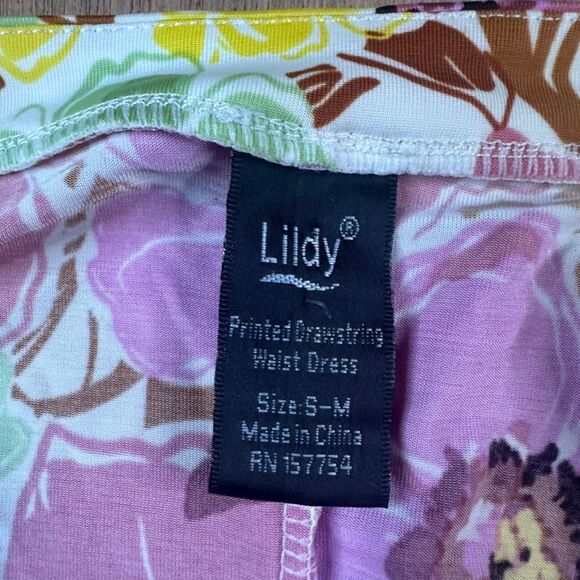 Lildy®
Printed Drawstring
Waist Dress
Size: S-M
Made in China
RN 157754